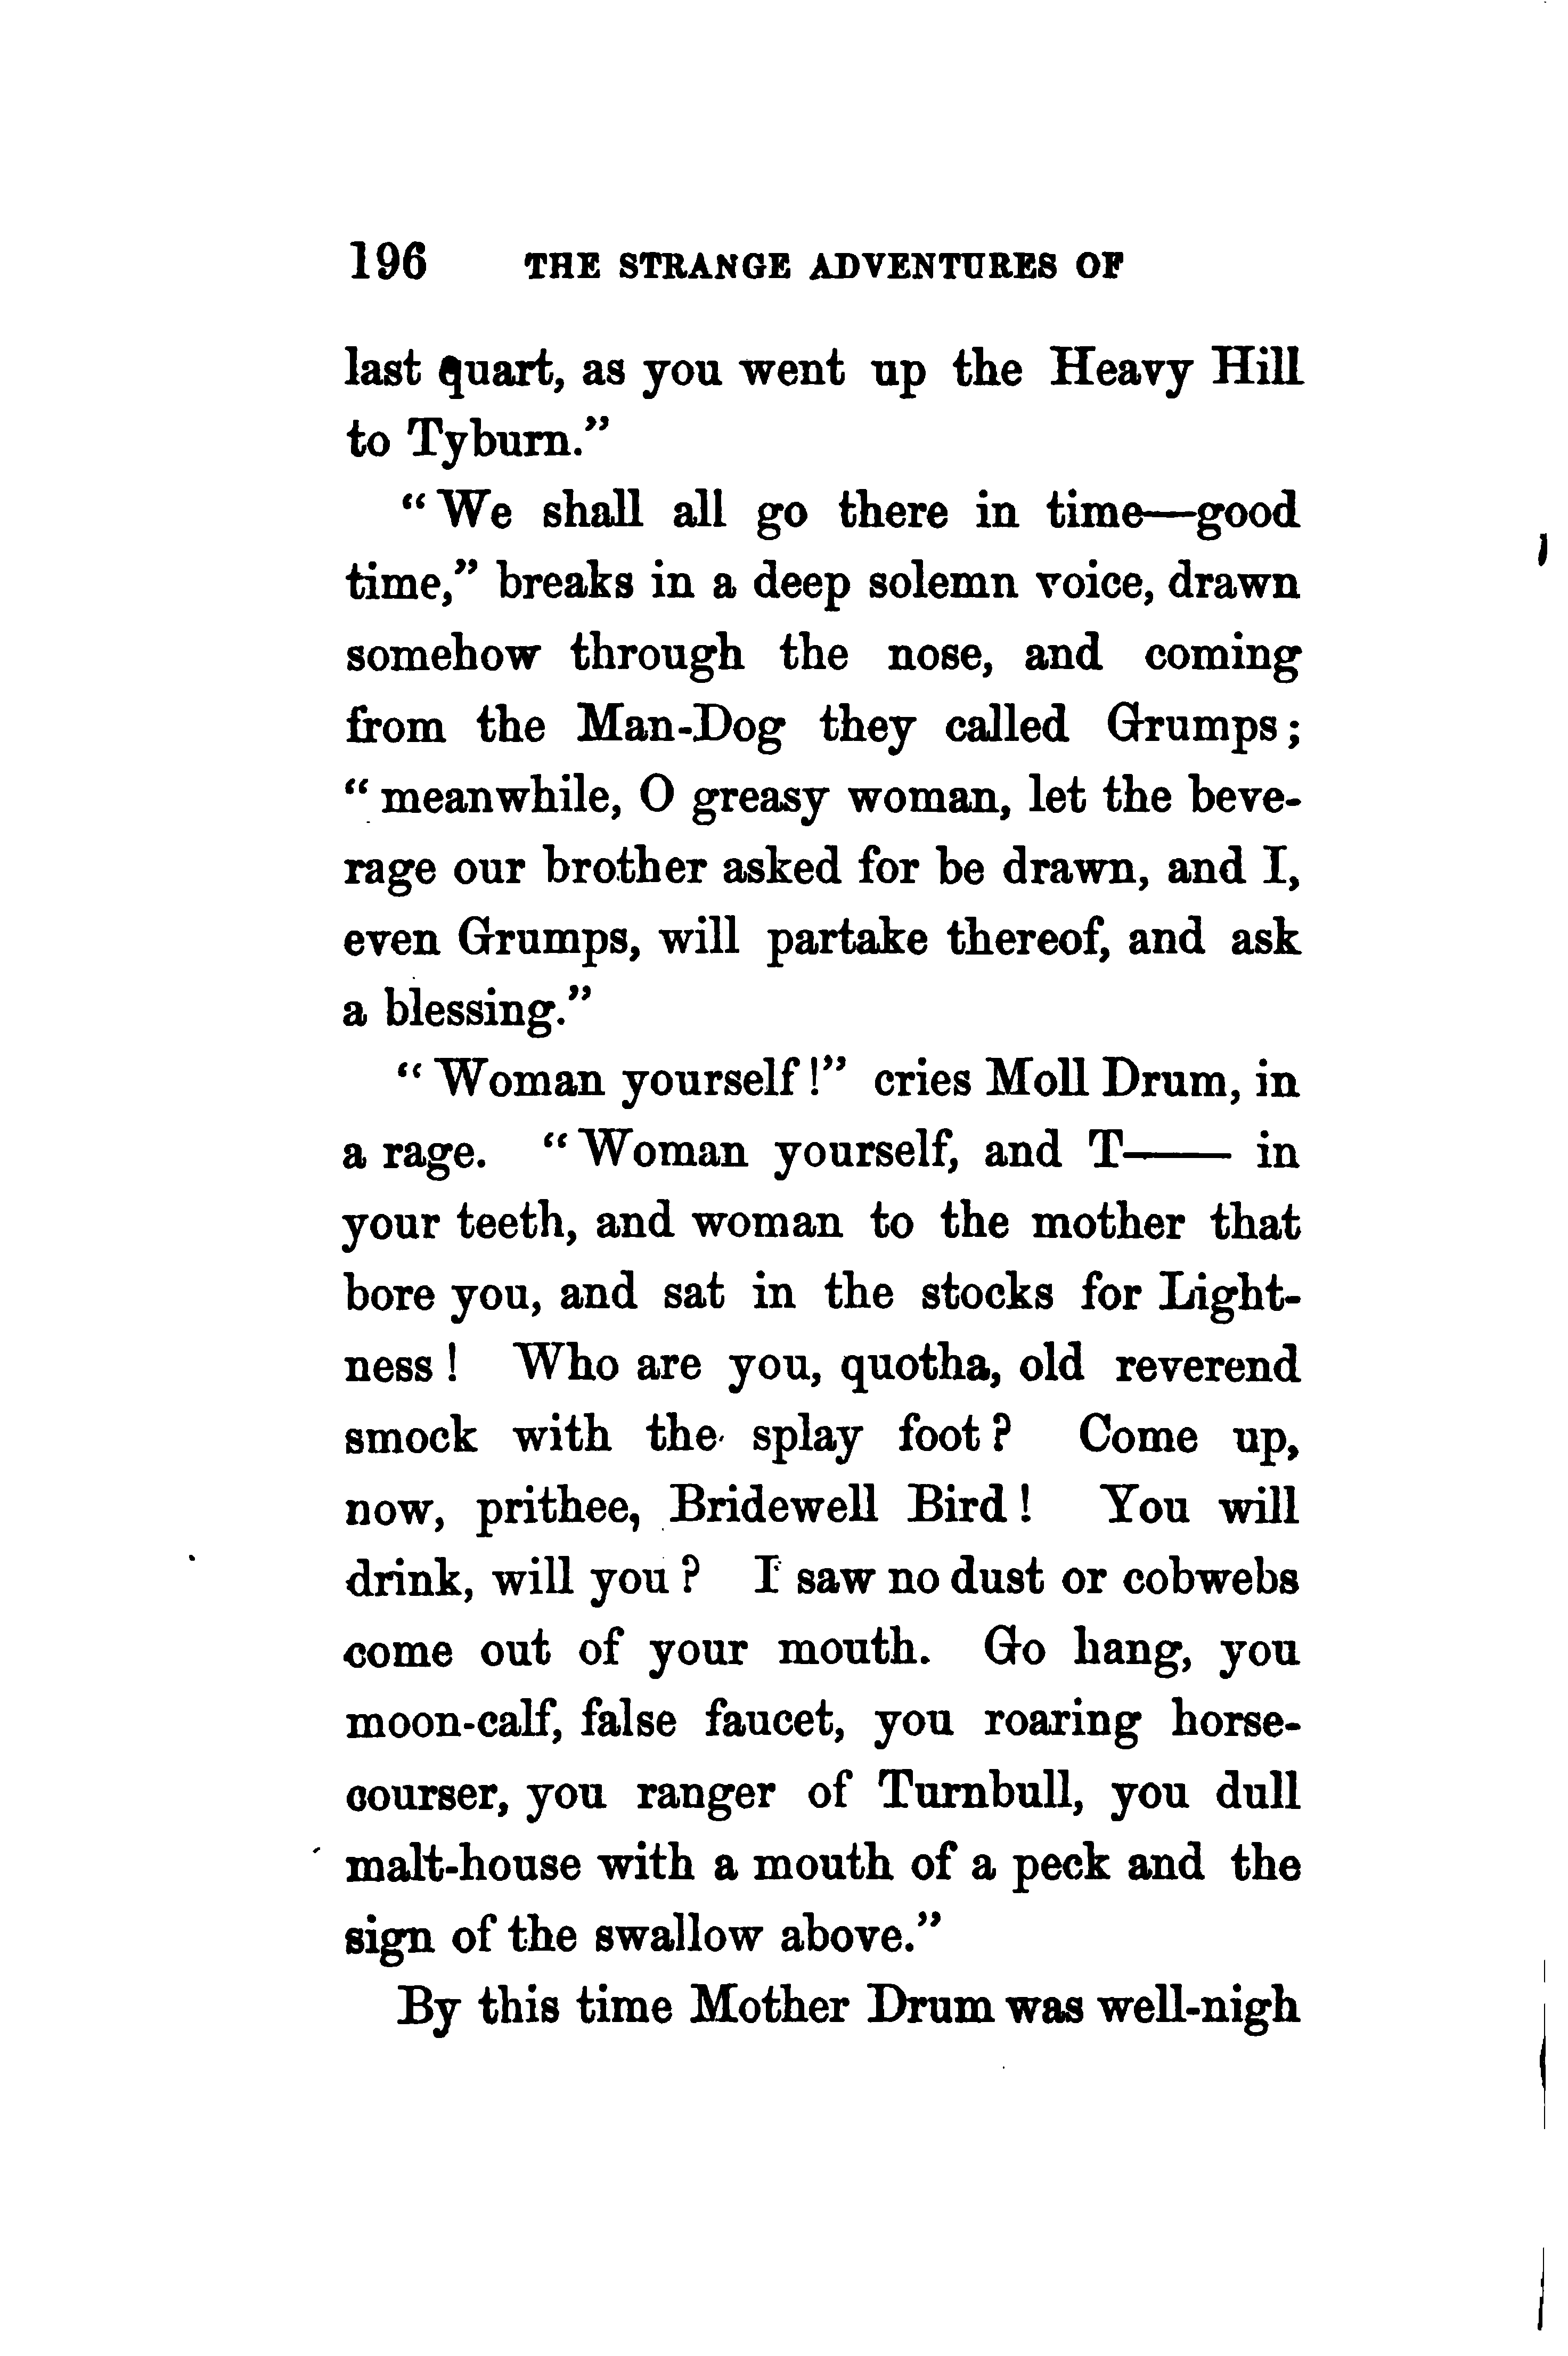 196 THE STRANGE ADVENTURES OF
last quart, as you went up the Heavy Hill
to Tyburn.”
“We shall all go there in time—good
time,” breaks in a deep solemn voice, drawn
somehow through the nose, and coming
from the Man-Dog they called Grumps;
“meanwhile, O greasy woman, let the beve-
rage our brother asked for be drawn, and I,
even Grumps, will partake thereof, and ask
a blessing.”
“Woman yourself!” cries Moll Drum, in
a rage. “Woman yourself, and T—— in
your teeth, and woman to the mother that
bore you, and sat in the stocks for Light-
ness! Who are you, quotha, old reverend
smock with the splay foot? Come up,
now, prithee, Bridewell Bird! You will
drink, will you? I saw no dust or cobwebs
come out of your mouth. Go hang, you
moon-calf, false faucet, you roaring horse-
courser, you ranger of Turnbull, you dull
malt-house with a mouth of a peck and the
sign of the swallow above.”
By this time Mother Drum was well-nigh